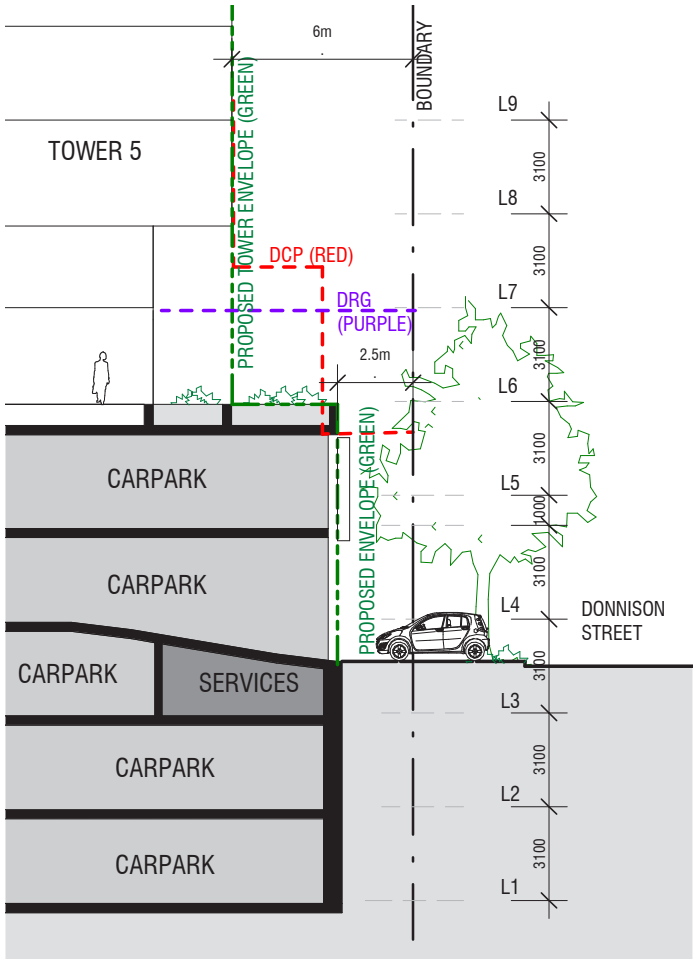 6m
BOUNDARY
PROPOSED TOWER ENVELOPE (GREEN)
L9
TOWER 5
3100
L8
DCP (RED)
3100
DRG
(PURPLE)
L7
2.5m
3100
L6
PROPOSED ENVELOPE (GREEN)
3100
CARPARK
L5
1000
CARPARK
3100
L4
DONNISON
STREET
CARPARK
SERVICES
3100
L3
CARPARK
3100
L2
CARPARK
3100
L1